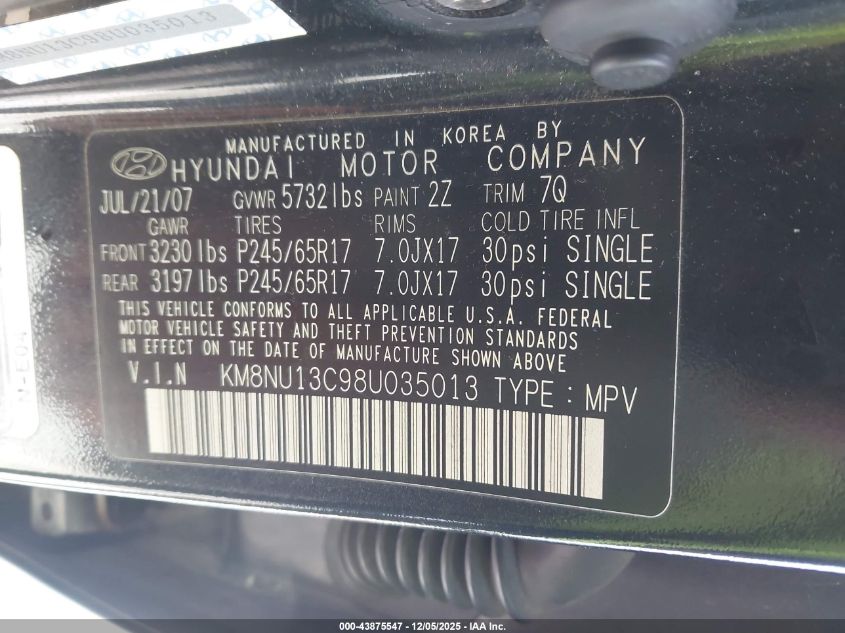 8NU13C98U035013
MANUFACTURED IN KOREA BY
HYUNDAI MOTOR COMPANY
JUL/21/07 GVWR 5732lbs PAINT 2Z TRIM 7Q
GAWR TIRES RIMS COLD TIRE INFL
FRONT 3230lbs P245/65R17 7.0JX17 30psi SINGLE
REAR 3197lbs P245/65R17 7.0JX17 30psi SINGLE
THIS VEHICLE CONFORMS TO ALL APPLICABLE U.S.A. FEDERAL
MOTOR VEHICLE SAFETY AND THEFT PREVENTION STANDARDS
IN EFFECT ON THE DATE OF MANUFACTURE SHOWN ABOVE
V.I.N KM8NU13C98U035013 TYPE : MPV
000-43875547 - 12/05/2025 - IAA Inc.